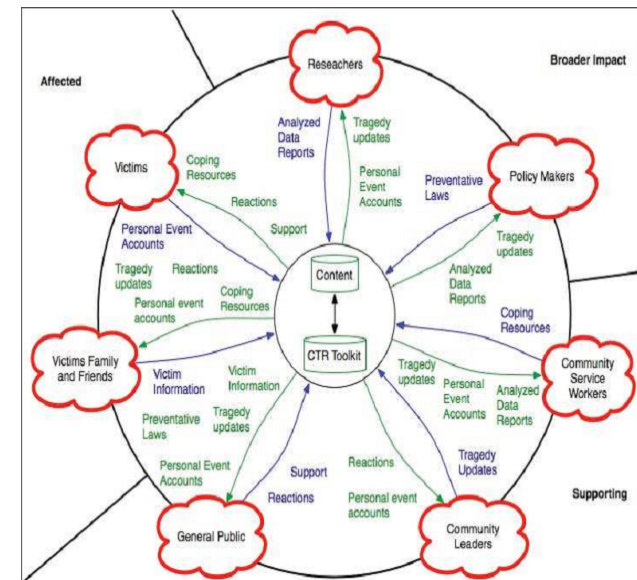 Reseachers
Broader Impact
Affected
Analyzed
Data
Reports
Tragedy
updates
Personal
Event
Accounts
Victims
Coping
Resources
Reactions
Support
Personal Event
Accounts
Policy Makers
Preventative
Laws
Tragedy
updates
Analyzed
Data
Reports
Content
CTR Toolkit
Tragedy
updates
Reactions
Personal event
accounts
Coping
Resources
Victims Family
and Friends
Victim
Information
Coping
Resources
Community
Service
Workers
Tragedy
updates
Personal
Event
Accounts
Analyzed
Data
Reports
Victim
Information
Preventative
Laws
Tragedy
updates
Personal Event
Accounts
Support
Reactions
General Public
Reactions
Personal event
accounts
Tragedy
Updates
Community
Leaders
Supporting